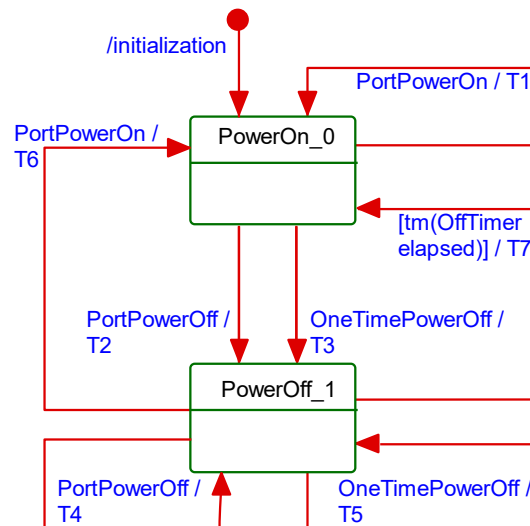 /initialization
PortPowerOn / T1
PortPowerOn /
T6
PowerOn_0
[tm(OffTimer
elapsed)] / T7
PortPowerOff /
T2
OneTimePowerOff /
T3
PowerOff_1
PortPowerOff /
T4
OneTimePowerOff /
T5